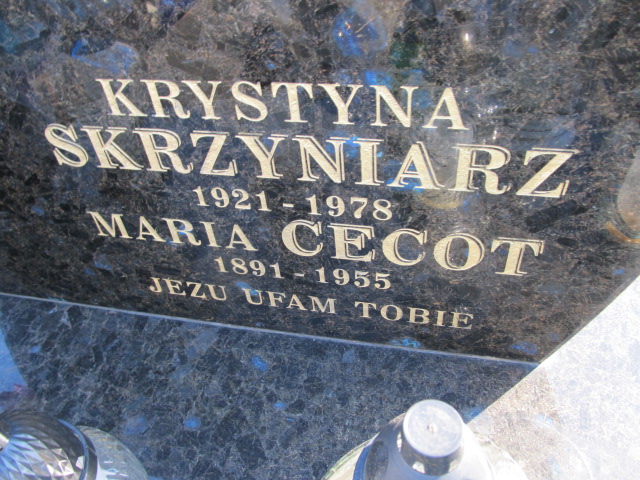 KRYSTYNA
SKRZYNIARZ
1921 - 1978
MARIA CECOT
1891 - 1955
JEZU UFAM TOBIE